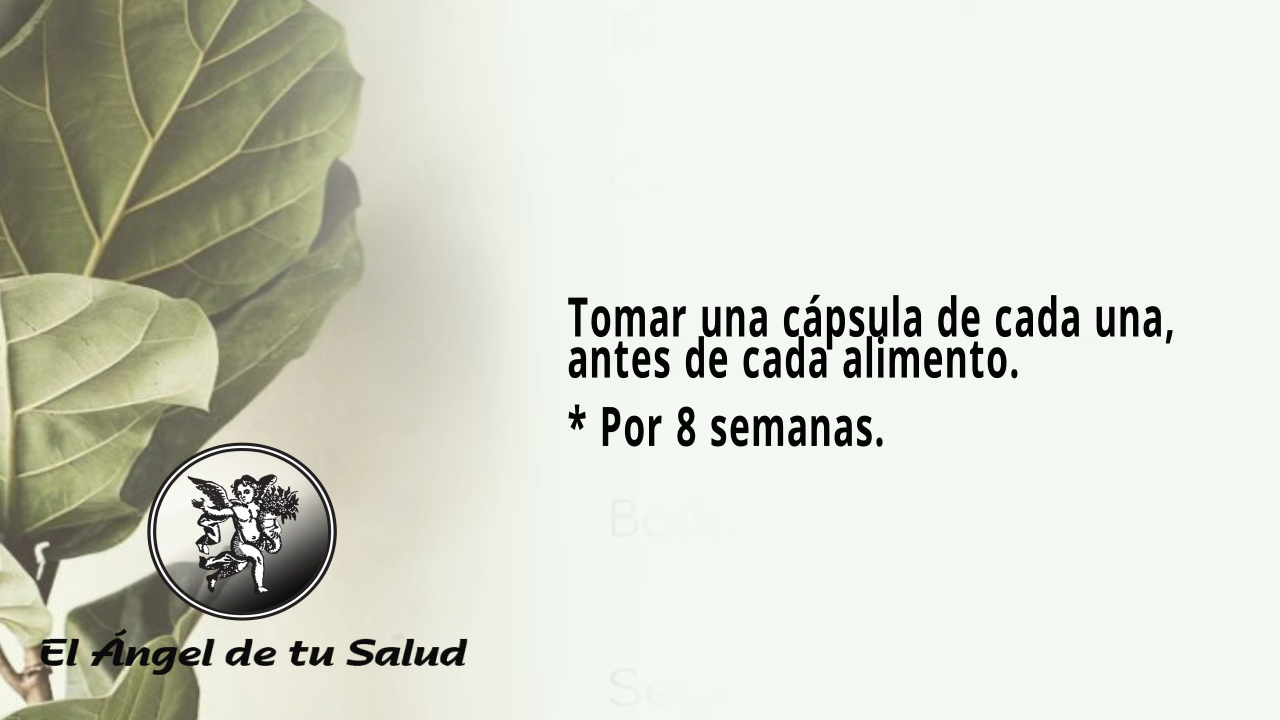 Tomar una cápsula de cada una,
antes de cada alimento.
* Por 8 semanas.
El Ángel de tu Salud